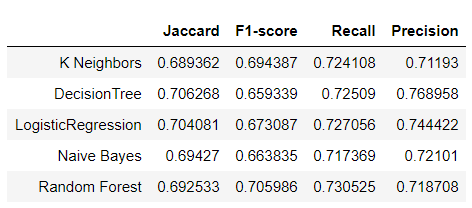 Jaccard F1-score Recall Precision
K Neighbors 0.689362 0.694387 0.724108 0.71193
DecisionTree 0.706268 0.659339 0.72509 0.768958
LogisticRegression 0.704081 0.673087 0.727056 0.744422
Naive Bayes 0.69427 0.663835 0.717369 0.72101
Random Forest 0.692533 0.705986 0.730525 0.718708